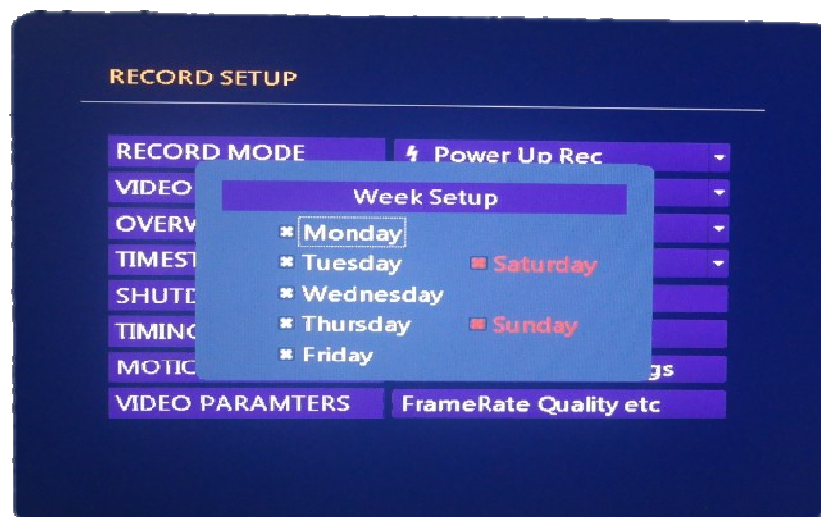 RECORD SETUP
RECORD MODE Power Up Rec
VIDEO
Week Setup
OVERW
Monday
TIMEST
Tuesday Saturday
SHUTD
Wednesday
TIMING
Thursday Sunday
Friday
MOTIO gs
VIDEO PARAMTERS FrameRate Quality etc